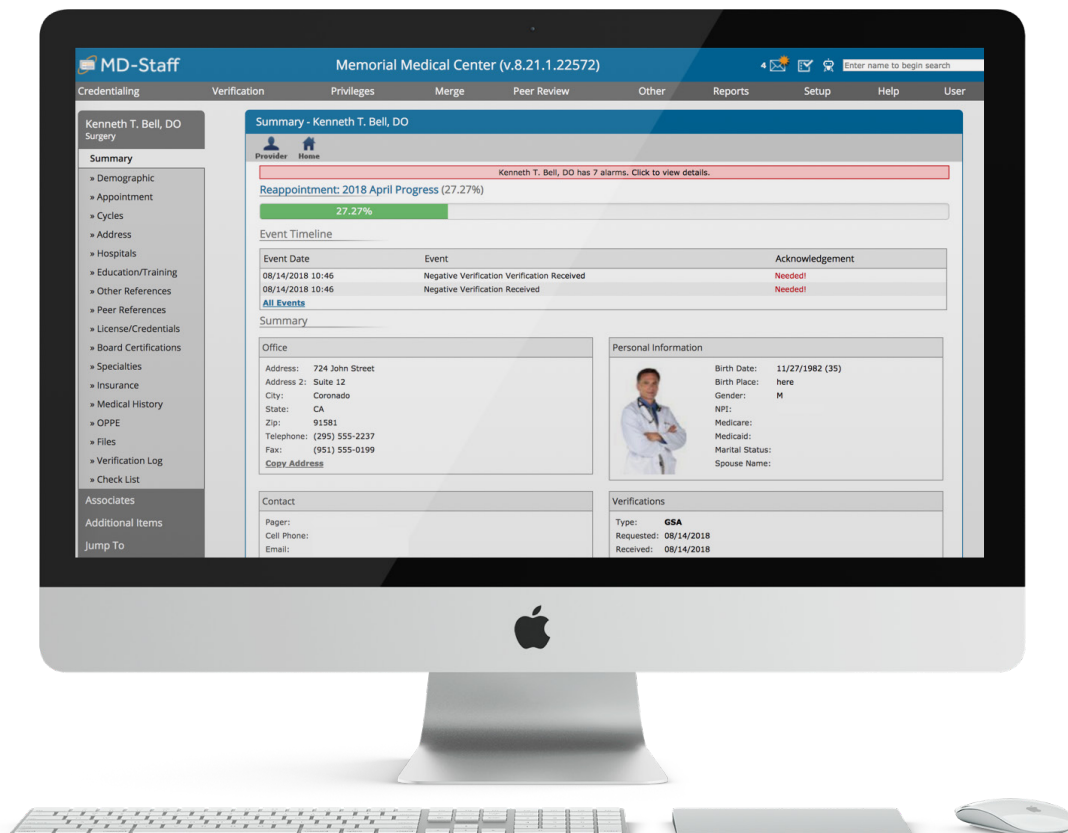 MD-Staff
Memorial Medical Center (v.8.21.1.22572)
4
Enter name to begin search
Credentialing Verification Privileges Merge Peer Review Other Reports Setup Help User
Kenneth T. Bell, DO
Surgery
Summary
» Demographic
» Appointment
» Cycles
» Address
» Hospitals
» Education/Training
» Other References
» Peer References
» License/Credentials
» Board Certifications
» Specialties
» Insurance
» Medical History
» OPPE
» Files
» Verification Log
» Check List
Associates
Additional Items
Jump To
Summary - Kenneth T. Bell, DO
Provider Home
Kenneth T. Bell, DO has 7 alarms. Click to view details.
Reappointment: 2018 April Progress (27.27%)
27.27%
Event Timeline
Event Date Event Acknowledgement
08/14/2018 10:46 Negative Verification Verification Received Needed!
08/14/2018 10:46 Negative Verification Received Needed!
All Events
Summary
Office
Address: 724 John Street
Address 2: Suite 12
City: Coronado
State: CA
Zip: 91581
Telephone: (295) 555-2237
Fax: (951) 555-0199
Copy Address
Personal Information
Birth Date: 11/27/1982 (35)
Birth Place: here
Gender: M
NPI:
Medicare:
Medicaid:
Marital Status:
Spouse Name:
Contact
Pager:
Cell Phone:
Email:
Verifications
Type: GSA
Requested: 08/14/2018
Received: 08/14/2018